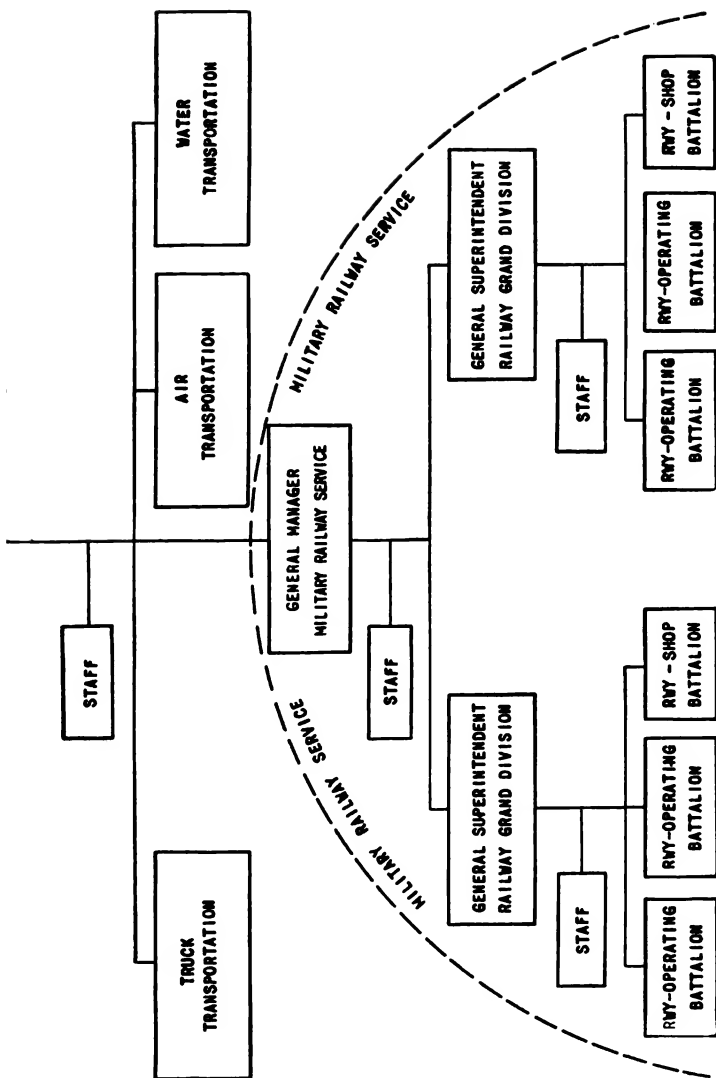 STAFF
TRUCK
TRANSPORTATION
AIR
TRANSPORTATION
WATER
TRANSPORTATION
MILITARY RAILWAY SERVICE
MILITARY RAILWAY SERVICE
GENERAL MANAGER
MILITARY RAILWAY SERVICE
STAFF
GENERAL SUPERINTENDENT
RAILWAY GRAND DIVISION
GENERAL SUPERINTENDENT
RAILWAY GRAND DIVISION
STAFF
STAFF
RWY-OPERATING
BATTALION
RWY-OPERATING
BATTALION
RWY - SHOP
BATTALION
RWY-OPERATING
BATTALION
RWY-OPERATING
BATTALION
RWY - SHOP
BATTALION